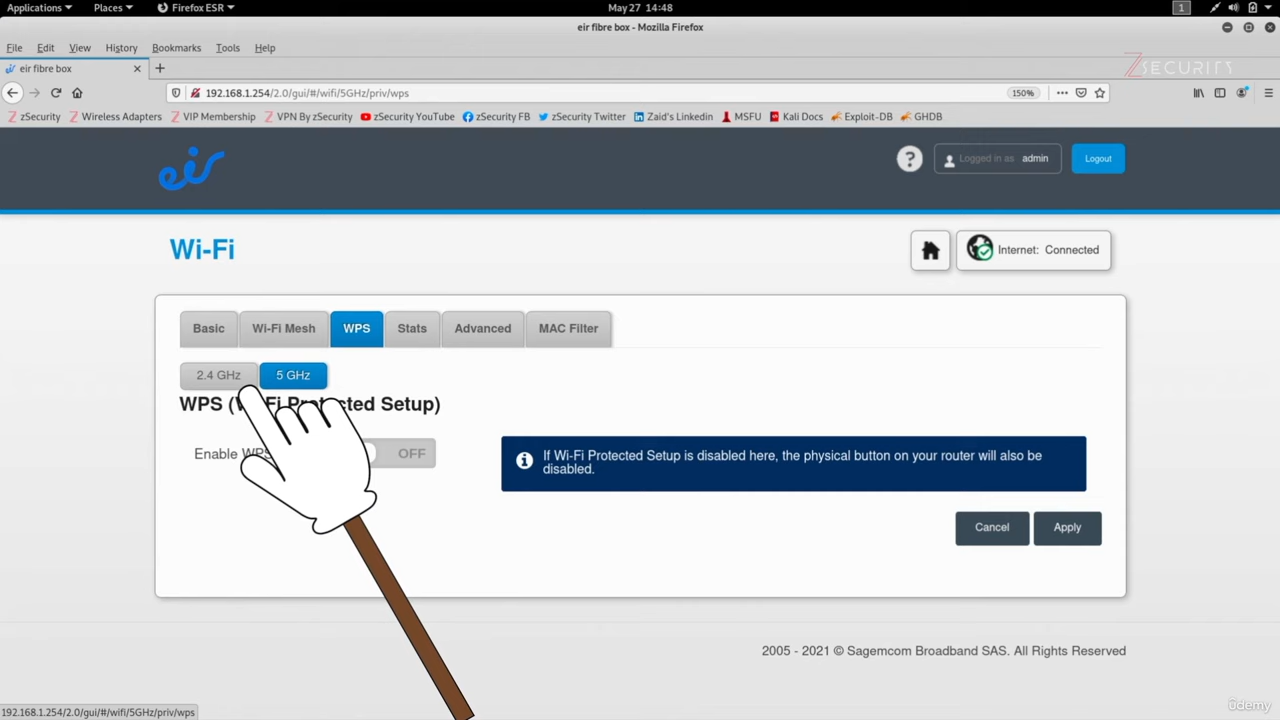 Applications Places Firefox ESR May 27 14:48 1
eir fibre box - Mozilla Firefox
File Edit View History Bookmarks Tools Help
eir fibre box
ZSECURITY
192.168.1.254/2.0/gui/#/wifi/5GHz/priv/wps 150%
zSecurity Wireless Adapters VIP Membership VPN By zSecurity zSecurity YouTube zSecurity FB zSecurity Twitter Zaid's Linkedin MSFU Kali Docs Exploit-DB GHDB
eir
? Logged in as admin Logout
Wi-Fi
Internet: Connected
Basic Wi-Fi Mesh WPS Stats Advanced MAC Filter
2.4 GHz 5 GHz
WPS (Wi-Fi Protected Setup)
Enable WPS OFF
If Wi-Fi Protected Setup is disabled here, the physical button on your router will also be
disabled.
Cancel Apply
2005 - 2021 © Sagemcom Broadband SAS. All Rights Reserved
192.168.1.254/2.0/gui/#/wifi/5GHz/priv/wps
ûdemy